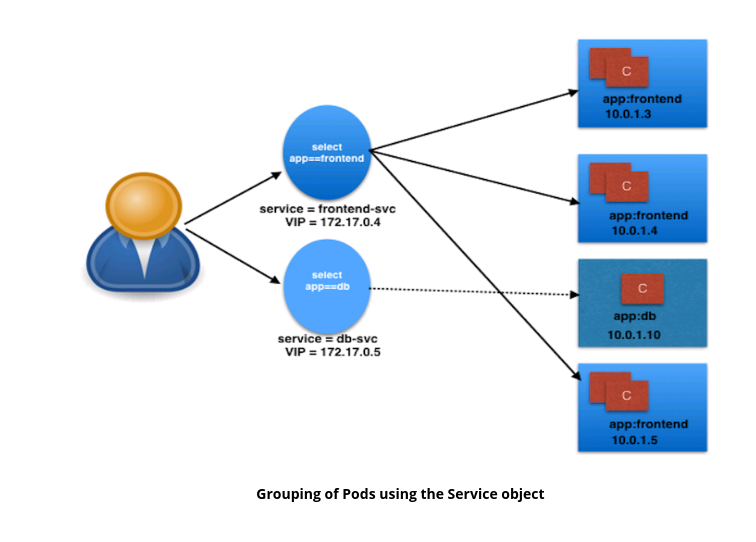 C
app:frontend
10.0.1.3
select
app==frontend
service = frontend-svc
VIP = 172.17.0.4
C
app:frontend
10.0.1.4
select
app==db
service = db-svc
VIP = 172.17.0.5
C
app:db
10.0.1.10
C
app:frontend
10.0.1.5
Grouping of Pods using the Service object